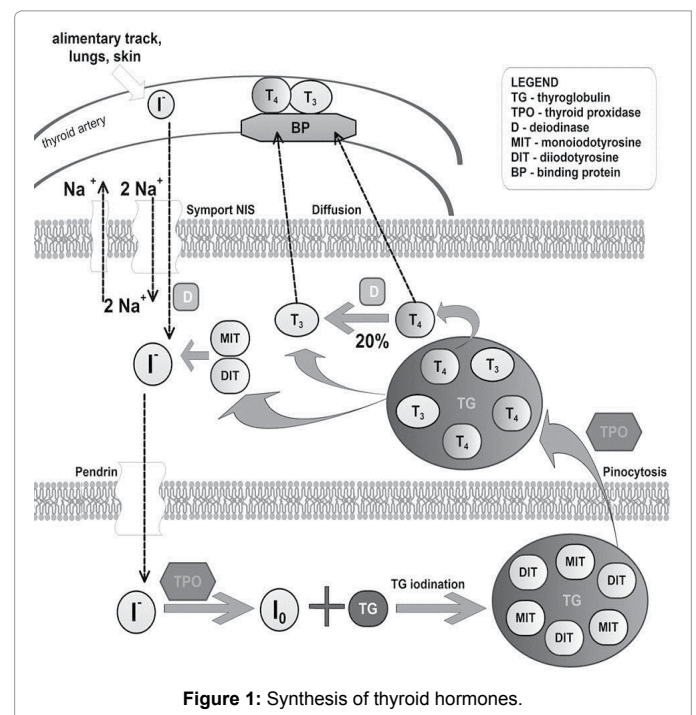 alimentary track,
lungs, skin
I-
thyroid artery
T4 T3
BP
LEGEND
TG - thyroglobulin
TPO - thyroid proxidase
D - deiodinase
MIT - monoiodotyrosine
DIT - diiodotyrosine
BP - binding protein
Na+ 2 Na+
Symport NIS
Diffusion
2 Na+
D
T3
D
20%
T4
I-
MIT
DIT
T4
T3
T3
TG
T4
T4
TPO
Pendrin
Pinocytosis
I-
TPO
I0
+
TG
TG iodination
DIT
MIT
DIT
TG
MIT
DIT
MIT
Figure 1: Synthesis of thyroid hormones.